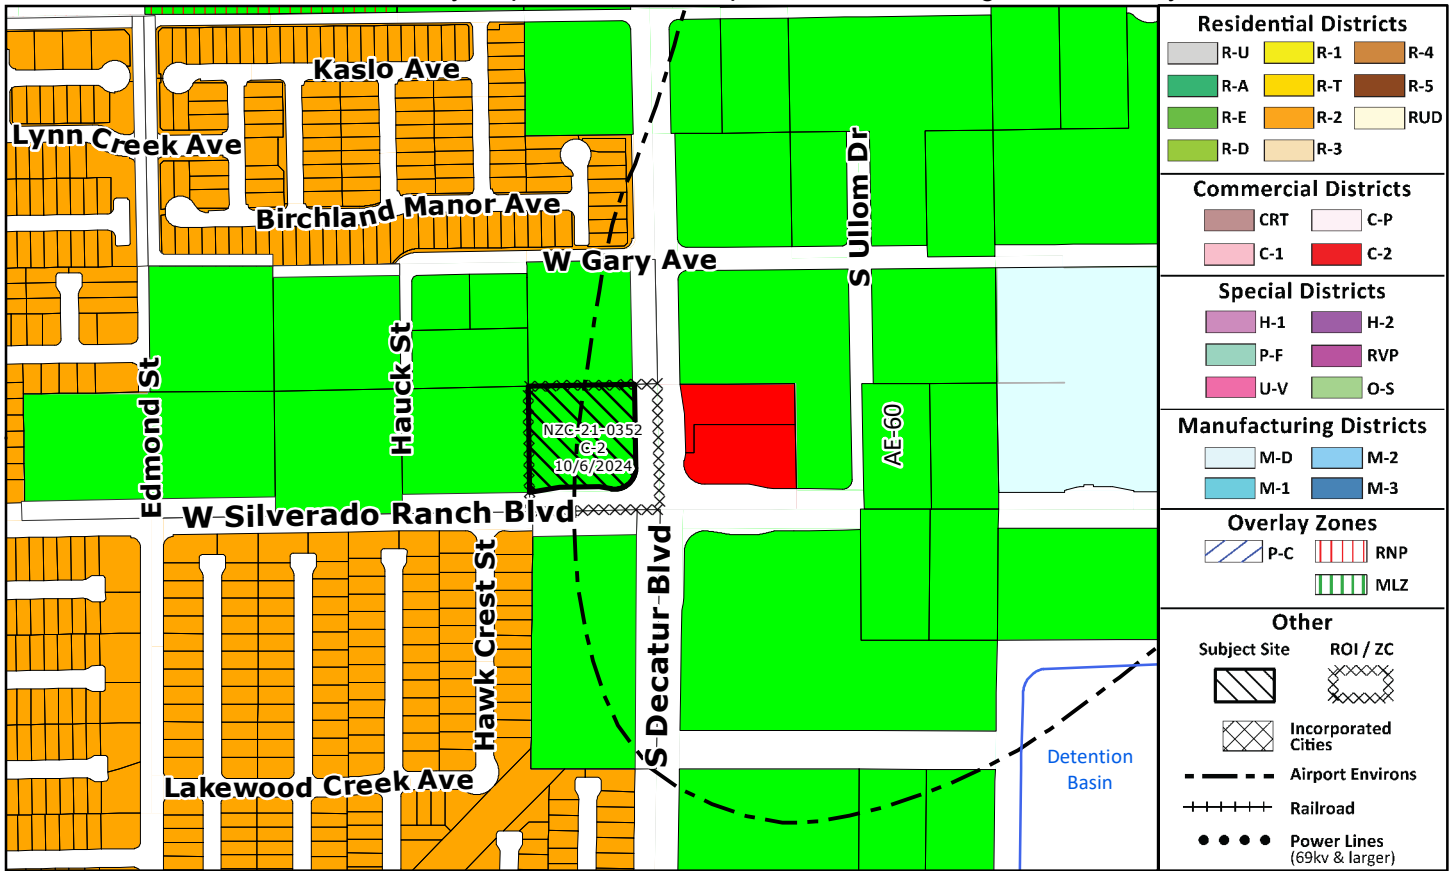 Kaslo Ave
Lynn Creek Ave
Birchland Manor Ave
W Gary Ave
S Ullom Dr
Edmond St
Hauck St
NZC-21-0352
C-2
10/6/2024
AE-60
W Silverado Ranch Blvd
Hawk Crest St
S Decatur Blvd
Lakewood Creek Ave
Detention
Basin
Residential Districts
R-U
R-1
R-4
R-A
R-T
R-5
R-E
R-2
RUD
R-D
R-3
Commercial Districts
CRT
C-P
C-1
C-2
Special Districts
H-1
H-2
P-F
RVP
U-V
O-S
Manufacturing Districts
M-D
M-2
M-1
M-3
Overlay Zones
P-C
RNP
MLZ
Other
Subject Site
ROI / ZC
Incorporated
Cities
Airport Environs
Railroad
Power Lines
(69kv & larger)